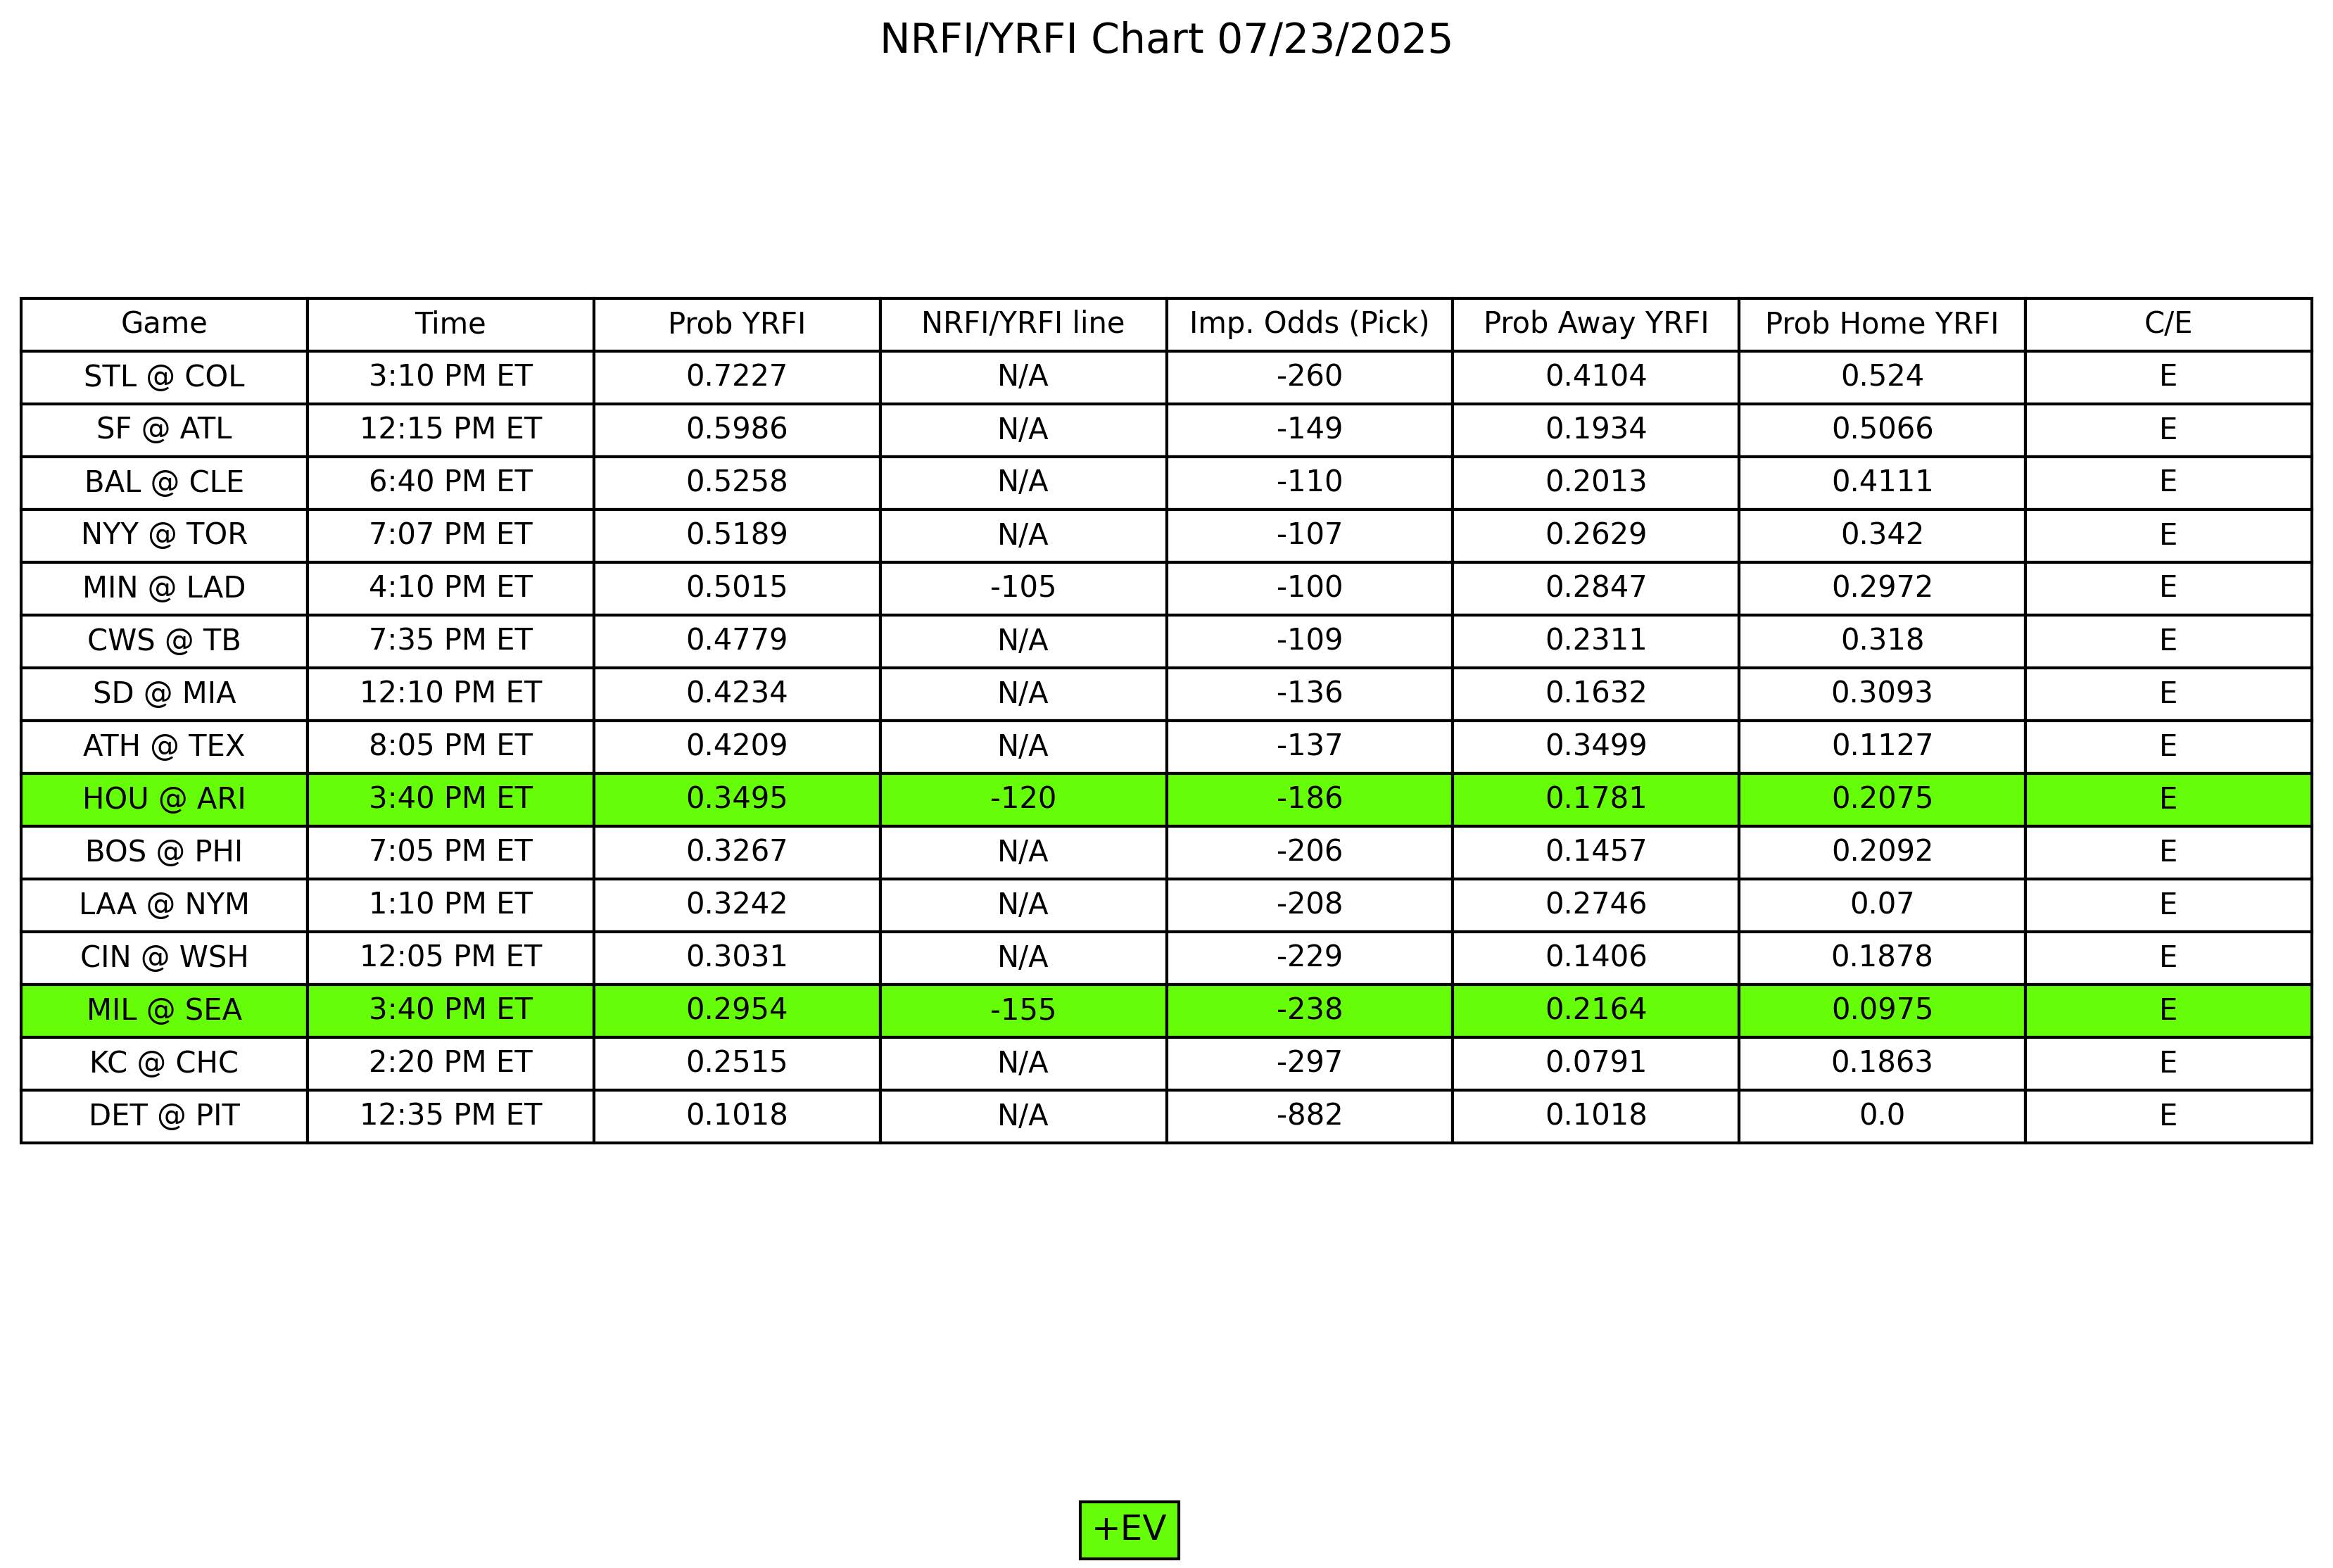 NRFI/YRFI Chart 07/23/2025
Game Time Prob YRFI NRFI/YRFI line Imp. Odds (Pick) Prob Away YRFI Prob Home YRFI C/E
STL @ COL 3:10 PM ET 0.7227 N/A -260 0.4104 0.524 E
SF @ ATL 12:15 PM ET 0.5986 N/A -149 0.1934 0.5066 E
BAL @ CLE 6:40 PM ET 0.5258 N/A -110 0.2013 0.4111 E
NYY @ TOR 7:07 PM ET 0.5189 N/A -107 0.2629 0.342 E
MIN @ LAD 4:10 PM ET 0.5015 -105 -100 0.2847 0.2972 E
CWS @ TB 7:35 PM ET 0.4779 N/A -109 0.2311 0.318 E
SD @ MIA 12:10 PM ET 0.4234 N/A -136 0.1632 0.3093 E
ATH @ TEX 8:05 PM ET 0.4209 N/A -137 0.3499 0.1127 E
HOU @ ARI 3:40 PM ET 0.3495 -120 -186 0.1781 0.2075 E
BOS @ PHI 7:05 PM ET 0.3267 N/A -206 0.1457 0.2092 E
LAA @ NYM 1:10 PM ET 0.3242 N/A -208 0.2746 0.07 E
CIN @ WSH 12:05 PM ET 0.3031 N/A -229 0.1406 0.1878 E
MIL @ SEA 3:40 PM ET 0.2954 -155 -238 0.2164 0.0975 E
KC @ CHC 2:20 PM ET 0.2515 N/A -297 0.0791 0.1863 E
DET @ PIT 12:35 PM ET 0.1018 N/A -882 0.1018 0.0 E
+EV